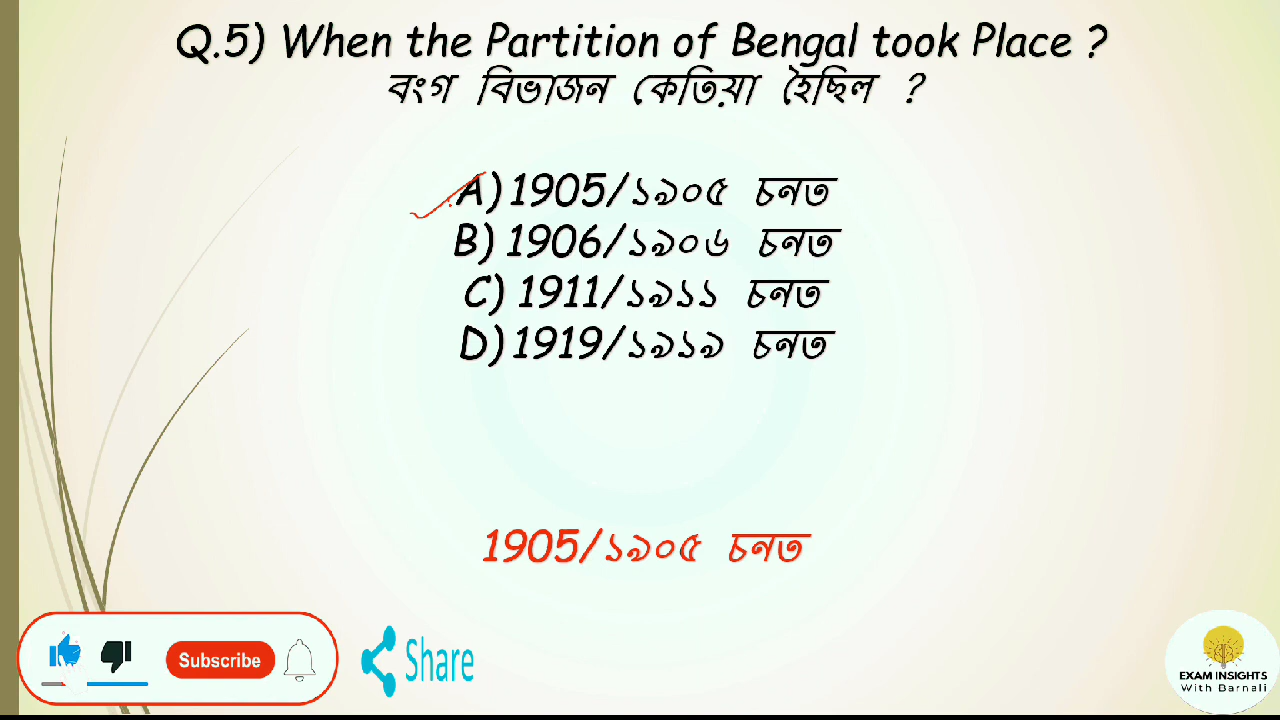 Q.5) When the Partition of Bengal took Place ?
বংগ বিভাজন কেতিয়া হৈছিল ?
A) 1905/১৯০৫ চনত
B) 1906/১৯০৬ চনত
C) 1911/১৯১১ চনত
D) 1919/১৯১৯ চনত
1905/১৯০৫ চনত
Subscribe
Share
EXAM INSIGHTS
With Barnali